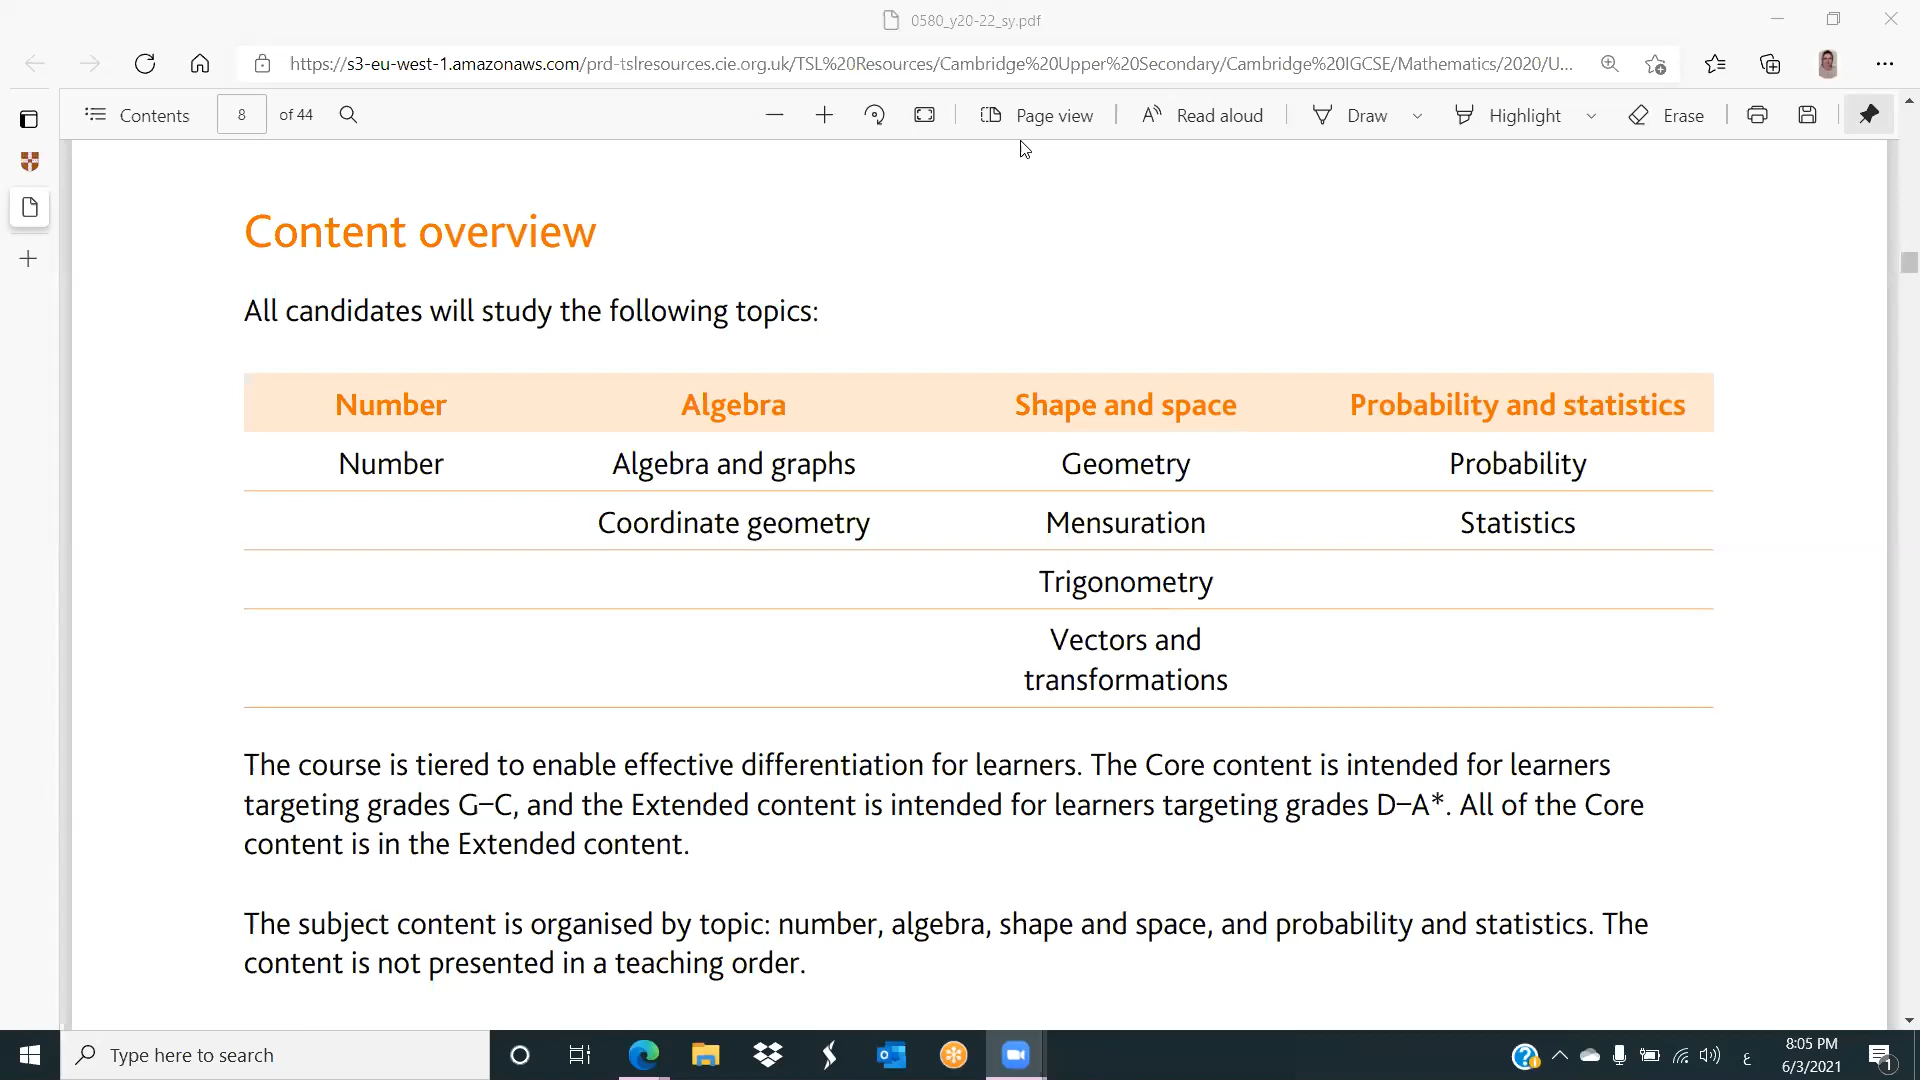 0580_y20-22_sy.pdf
https://s3-eu-west-1.amazonaws.com/prd-tslresources.cie.org.uk/TSL%20Resources/Cambridge%20Upper%20Secondary/Cambridge%20IGCSE/Mathematics/2020/U...
Contents 8 of 44 Page view Read aloud Draw Highlight Erase
Content overview
All candidates will study the following topics:
Number Algebra Shape and space Probability and statistics
Number Algebra and graphs Geometry Probability
Coordinate geometry Mensuration Statistics
Trigonometry
Vectors and
transformations
The course is tiered to enable effective differentiation for learners. The Core content is intended for learners
targeting grades G–C, and the Extended content is intended for learners targeting grades D–A*. All of the Core
content is in the Extended content.
The subject content is organised by topic: number, algebra, shape and space, and probability and statistics. The
content is not presented in a teaching order.
Type here to search
ع
8:05 PM
6/3/2021
1